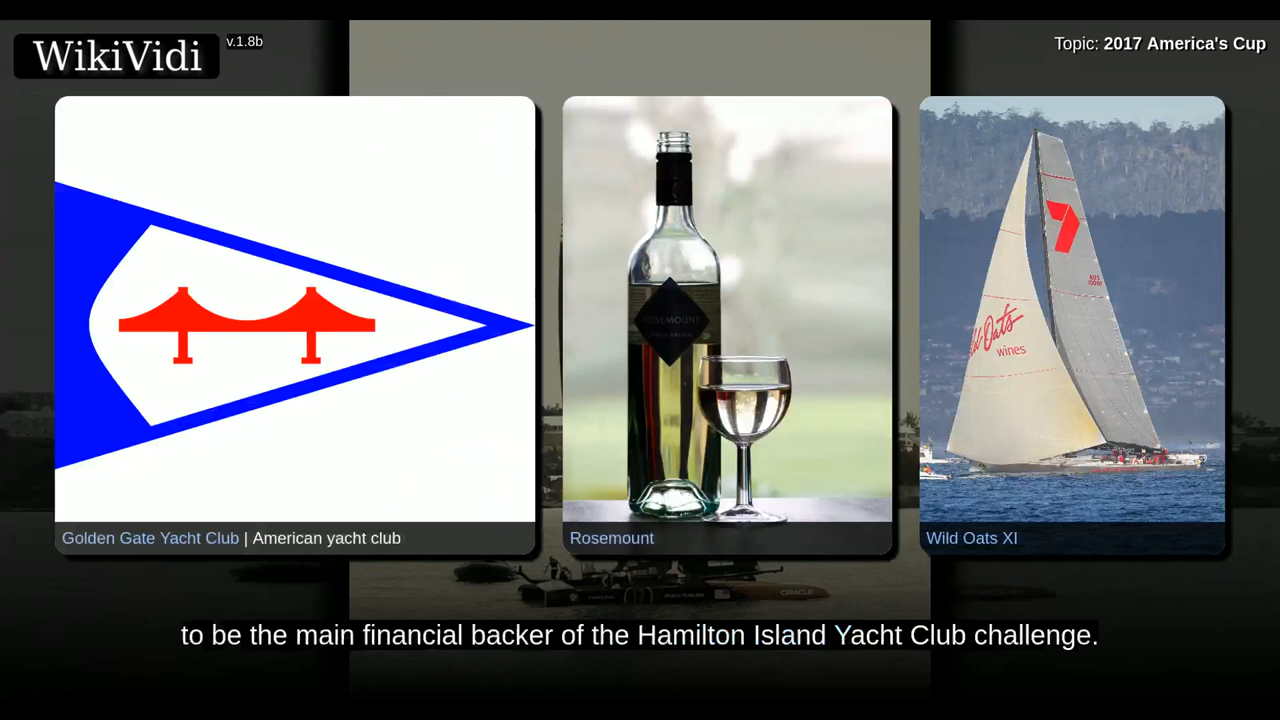 WikiVidi
v.1.8b
Topic: 2017 America's Cup
ROSEMOUNT
Oats
wines
Golden Gate Yacht Club | American yacht club
Rosemount
Wild Oats XI
ORACLE
to be the main financial backer of the Hamilton Island Yacht Club challenge.